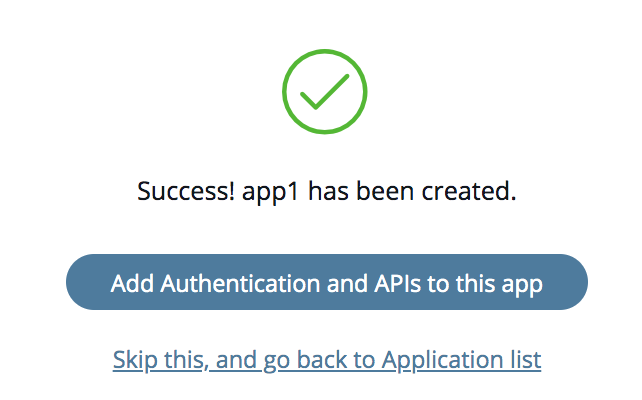 Success! app1 has been created.
Add Authentication and APIs to this app
Skip this, and go back to Application list